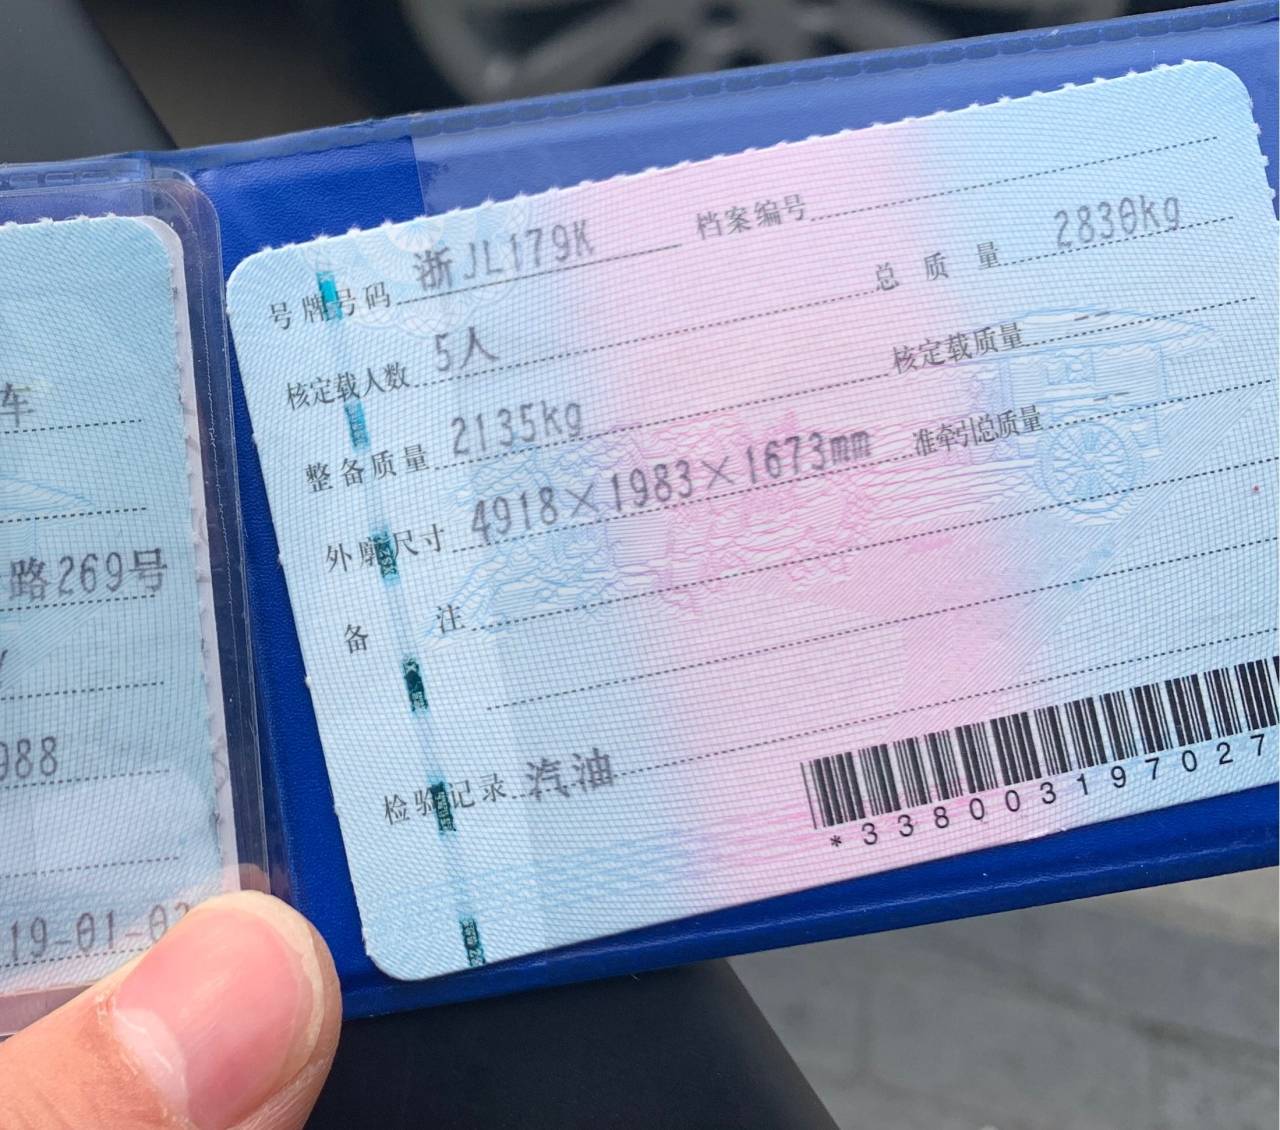 车
路269号
988
19-01-0
号牌号码 浙JL179K 档案编号
核定载人数 5人 总质量 2830kg
整备质量 2135kg 核定载质量 --
外廓尺寸 4918×1983×1673mm 准牵引总质量 --
备注
检验记录 汽油
*338003197027